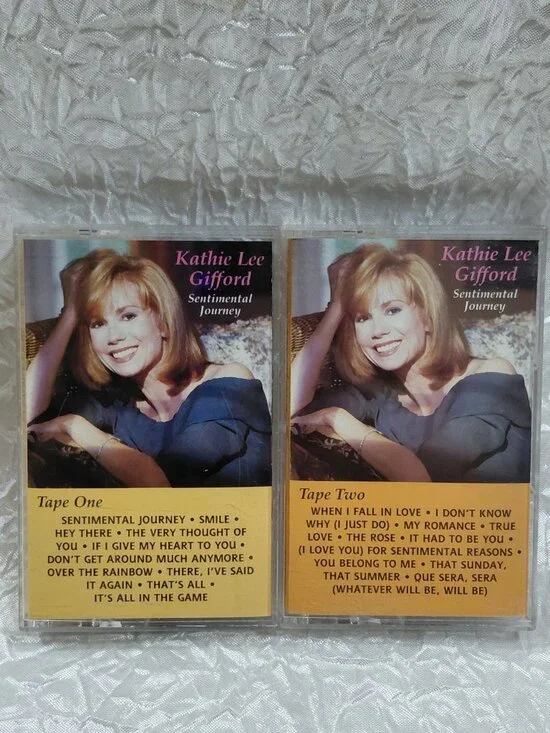 Kathie Lee
Gifford
Sentimental
Journey
Tape One
SENTIMENTAL JOURNEY • SMILE •
HEY THERE • THE VERY THOUGHT OF
YOU • IF I GIVE MY HEART TO YOU •
DON'T GET AROUND MUCH ANYMORE •
OVER THE RAINBOW • THERE, I'VE SAID
IT AGAIN • THAT'S ALL •
IT'S ALL IN THE GAME
Kathie Lee
Gifford
Sentimental
Journey
Tape Two
WHEN I FALL IN LOVE • I DON'T KNOW
WHY (I JUST DO) • MY ROMANCE • TRUE
LOVE • THE ROSE • IT HAD TO BE YOU •
(I LOVE YOU) FOR SENTIMENTAL REASONS •
YOU BELONG TO ME • THAT SUNDAY,
THAT SUMMER • QUE SERA, SERA
(WHATEVER WILL BE, WILL BE)